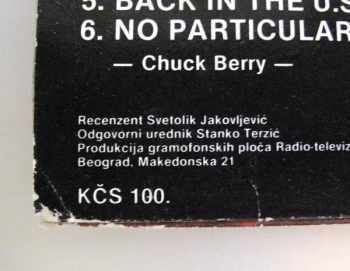 5. BACK IN THE U.S
6. NO PARTICULAR
— Chuck Berry —
Recenzent Svetolik Jakovljević
Odgovorni urednik Stanko Terzić
Produkcija gramofonskih ploča Radio-televiz
Beograd, Makedonska 21
KČS 100.